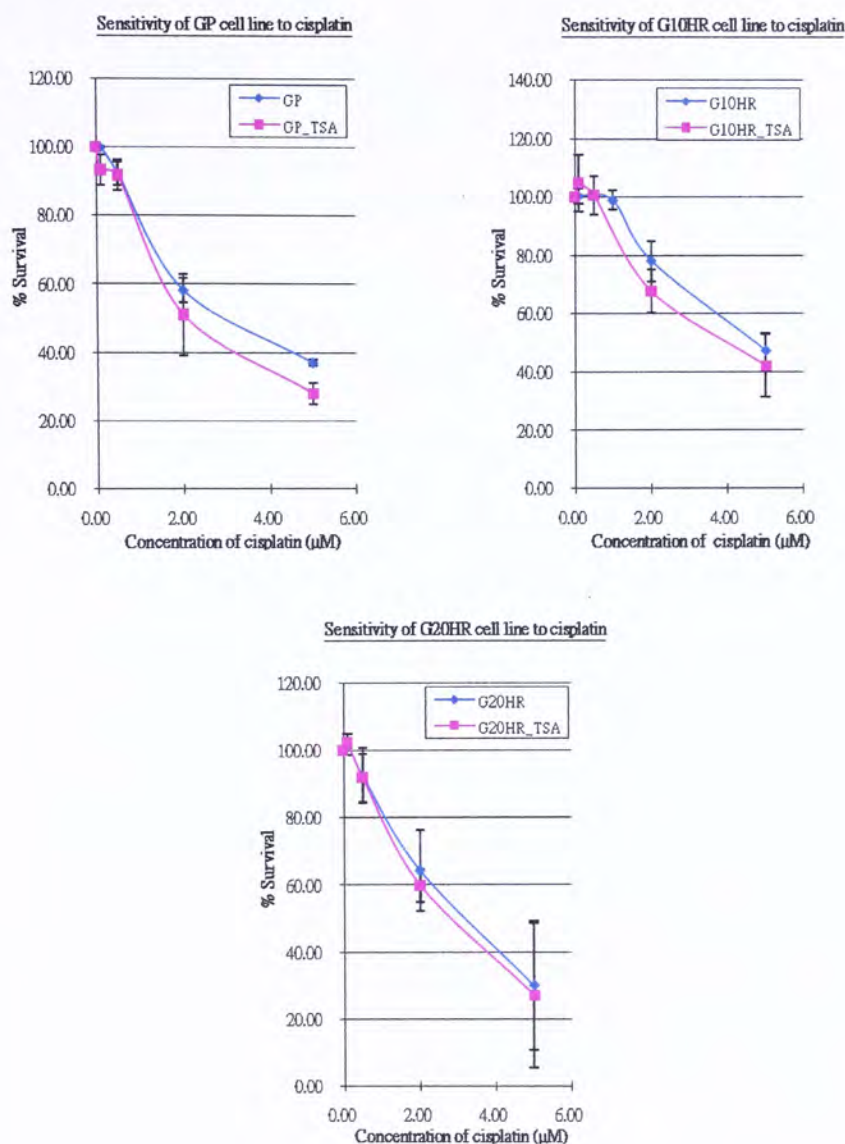 Sensitivity of GP cell line to cisplatin
120.00
100.00
80.00
60.00
40.00
20.00
0.00
% Survival
GP
GP_TSA
0.00 2.00 4.00 6.00
Concentration of cisplatin (μM)
Sensitivity of G10HR cell line to cisplatin
140.00
120.00
100.00
80.00
60.00
40.00
20.00
0.00
% Survival
G10HR
G10HR_TSA
0.00 2.00 4.00 6.00
Concentration of cisplatin (μM)
Sensitivity of G20HR cell line to cisplatin
120.00
100.00
80.00
60.00
40.00
20.00
0.00
% Survival
G20HR
G20HR_TSA
0.00 2.00 4.00 6.00
Concentration of cisplatin (μM)